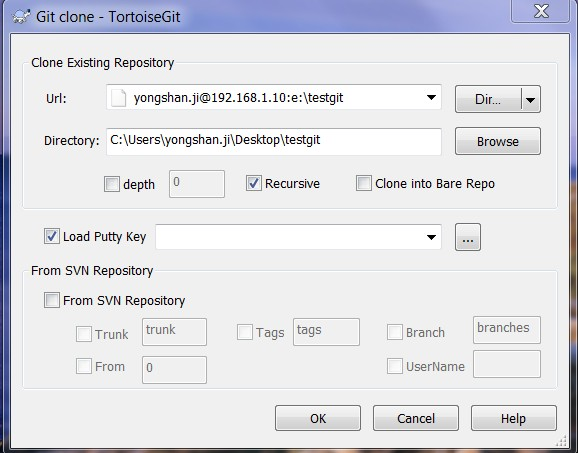 Git clone - TortoiseGit
Clone Existing Repository
Url: yongshan.ji@192.168.1.10:e:\testgit Dir...
Directory: C:\Users\yongshan.ji\Desktop\testgit Browse
depth 0 Recursive Clone into Bare Repo
Load Putty Key ...
From SVN Repository
From SVN Repository
Trunk trunk Tags tags Branch branches
From 0 UserName
OK Cancel Help